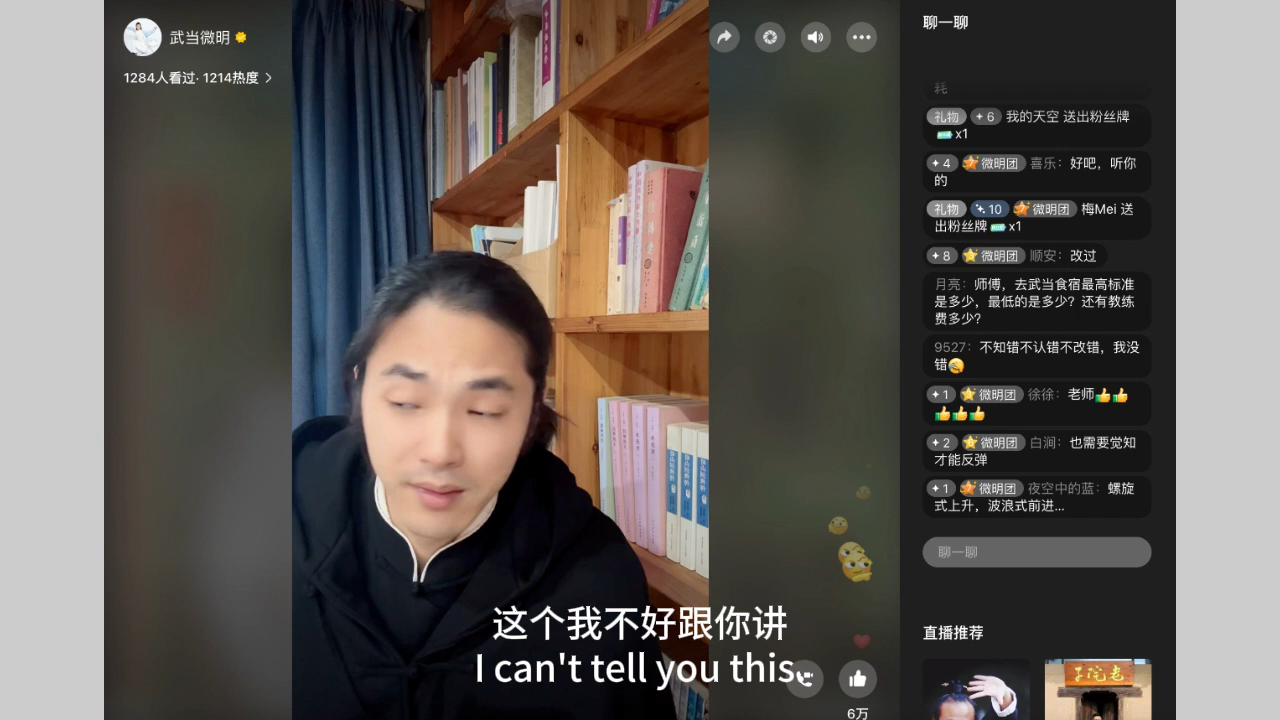 武当微明
1284人看过· 1214热度
这个我不好跟你讲
I can't tell you this
6万
聊一聊
耗
礼物 6 我的天空 送出粉丝牌
x1
4 微明团 喜乐：好吧，听你
的
礼物 10 微明团 梅Mei 送
出粉丝牌 x1
8 微明团 顺安：改过
月亮：师傅，去武当食宿最高标准
是多少，最低的是多少？还有教练
费多少？
9527：不知错不认错不改错，我没
错
1 微明团 徐徐：老师
2 微明团 白涧：也需要觉知
才能反弹
1 微明团 夜空中的蓝：螺旋
式上升，波浪式前进...
聊一聊
直播推荐